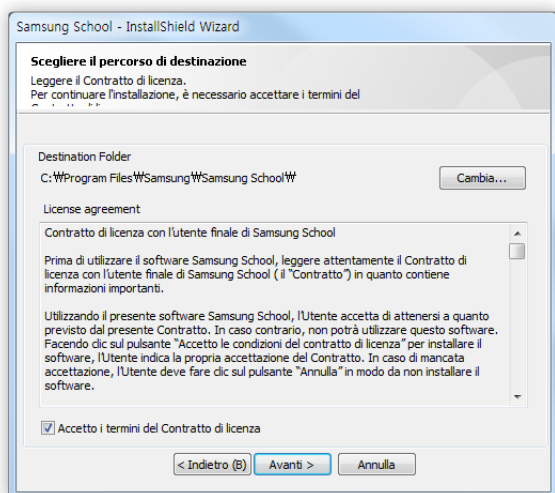 Samsung School - InstallShield Wizard
Scegliere il percorso di destinazione
Leggere il Contratto di licenza.
Per continuare l'installazione, è necessario accettare i termini del
Destination Folder
C:₩Program Files₩Samsung₩Samsung School₩
Cambia...
License agreement
Contratto di licenza con l'utente finale di Samsung School
Prima di utilizzare il software Samsung School, leggere attentamente il Contratto di
licenza con l'utente finale di Samsung School ( il "Contratto") in quanto contiene
informazioni importanti.
Utilizzando il presente software Samsung School, l'Utente accetta di attenersi a quanto
previsto dal presente Contratto. In caso contrario, non potrà utilizzare questo software.
Facendo clic sul pulsante "Accetto le condizioni del contratto di licenza" per installare il
software, l'Utente indica la propria accettazione del Contratto. In caso di mancata
accettazione, l'Utente deve fare clic sul pulsante "Annulla" in modo da non installare il
software.
Accetto i termini del Contratto di licenza
< Indietro (B)
Avanti >
Annulla